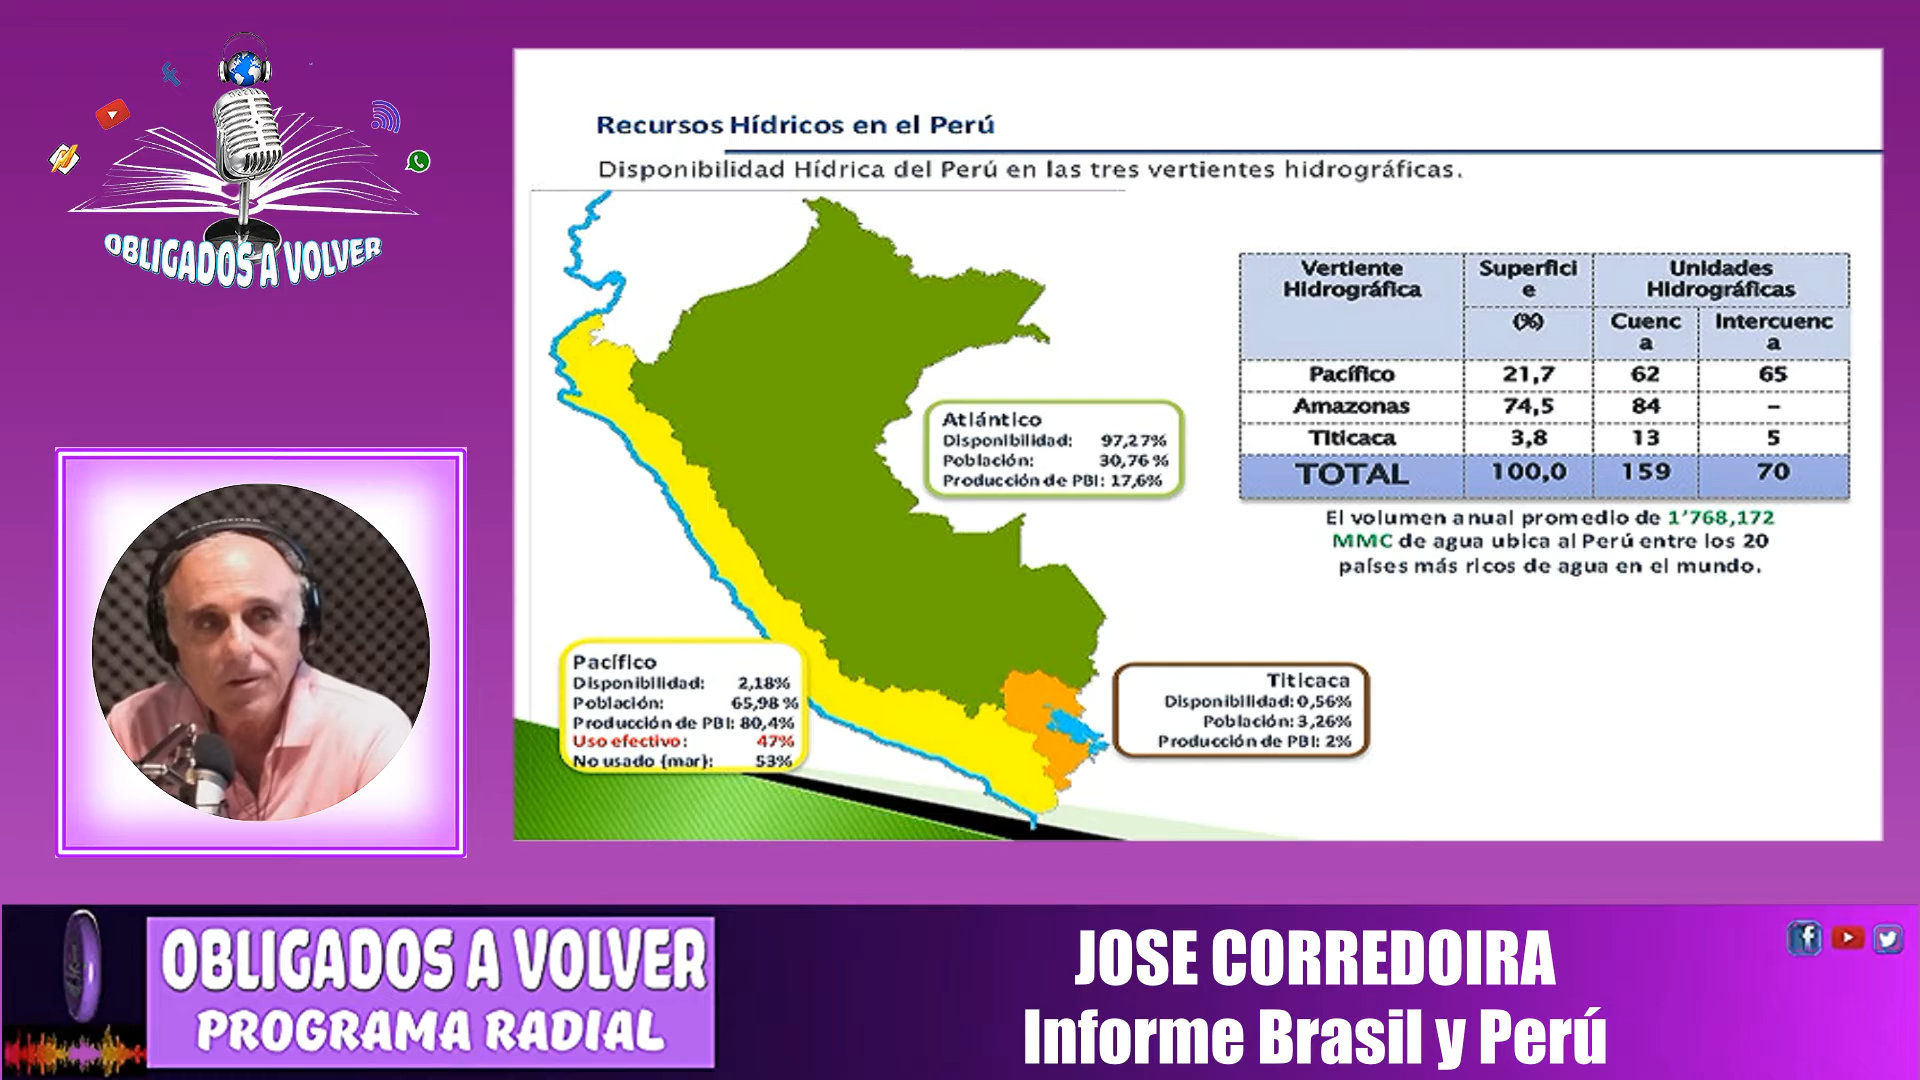 OBLIGADOS A VOLVER
Recursos Hídricos en el Perú
Disponibilidad Hídrica del Perú en las tres vertientes hidrográficas.
Atlántico
Disponibilidad: 97,27%
Población: 30,76 %
Producción de PBI: 17,6%
Pacífico
Disponibilidad: 2,18%
Población: 65,98 %
Producción de PBI: 80,4%
Uso efectivo: 47%
No usado (mar): 53%
Titicaca
Disponibilidad: 0,56%
Población: 3,26%
Producción de PBI: 2%
Vertiente Superfici Unidades
Hidrográfica e Hidrográficas
(%) Cuenc Intercuenc
a a
Pacífico 21,7 62 65
Amazonas 74,5 84 –
Titicaca 3,8 13 5
TOTAL 100,0 159 70
El volumen anual promedio de 1'768,172
MMC de agua ubica al Perú entre los 20
países más ricos de agua en el mundo.
OBLIGADOS A VOLVER
PROGRAMA RADIAL
JOSE CORREDOIRA
Informe Brasil y Perú